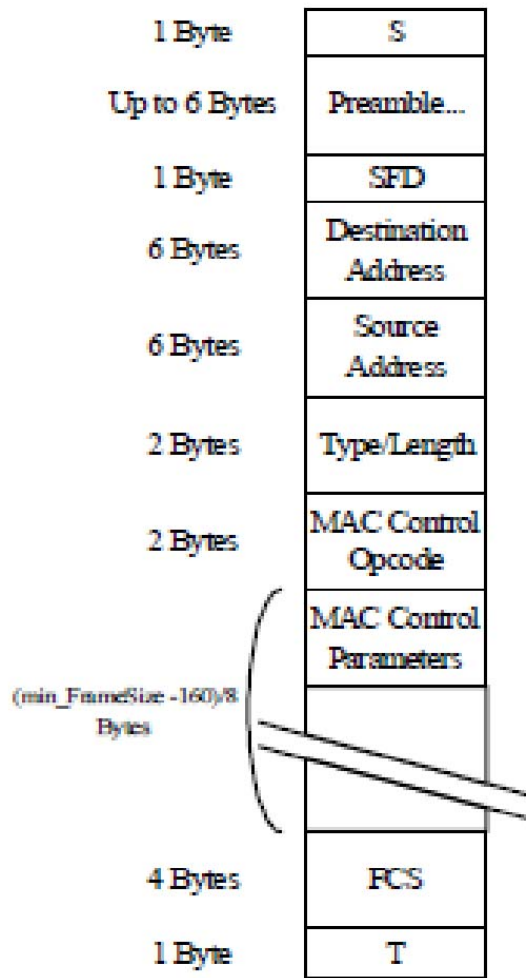 1 Byte S
Up to 6 Bytes Preamble...
1 Byte SFD
6 Bytes Destination
Address
6 Bytes Source
Address
2 Bytes Type/Length
2 Bytes MAC Control
Opcode
MAC Control
Parameters
(min_FrameSize -160)/8
Bytes
4 Bytes FCS
1 Byte T